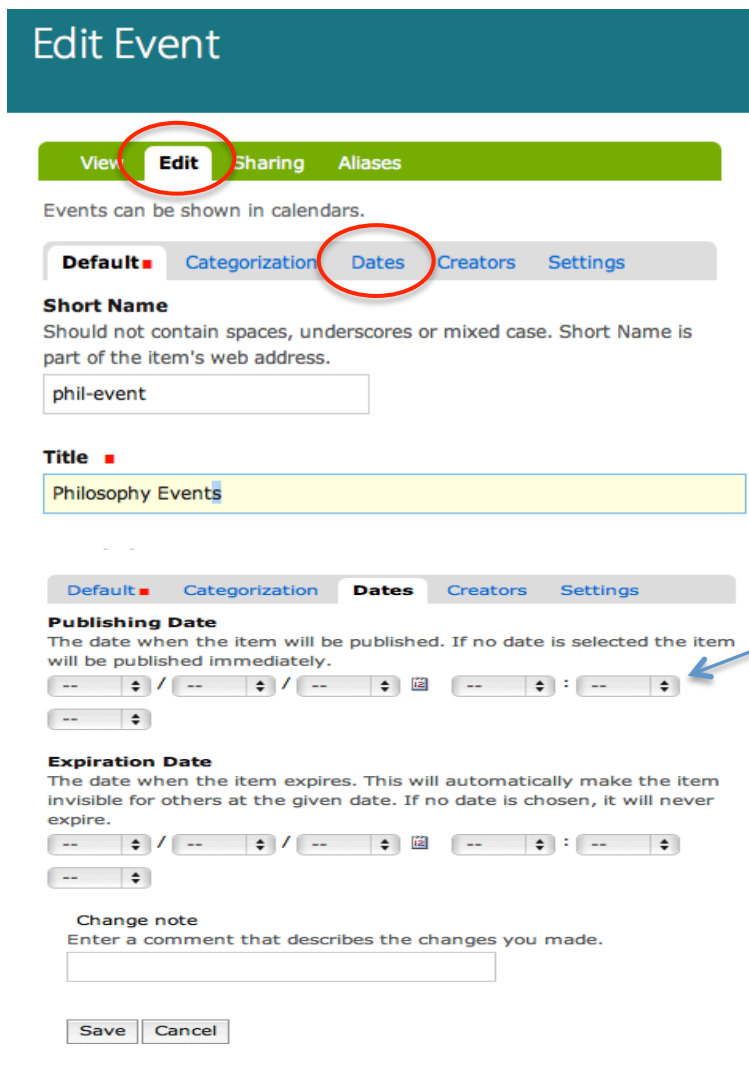 Edit Event
View Edit Sharing Aliases
Events can be shown in calendars.
Default Categorization Dates Creators Settings
Short Name
Should not contain spaces, underscores or mixed case. Short Name is
part of the item's web address.
phil-event
Title
Philosophy Events
Default Categorization Dates Creators Settings
Publishing Date
The date when the item will be published. If no date is selected the item
will be published immediately.
-- / -- / -- 12 -- : --
--
Expiration Date
The date when the item expires. This will automatically make the item
invisible for others at the given date. If no date is chosen, it will never
expire.
-- / -- / -- 12 -- : --
--
Change note
Enter a comment that describes the changes you made.
Save Cancel